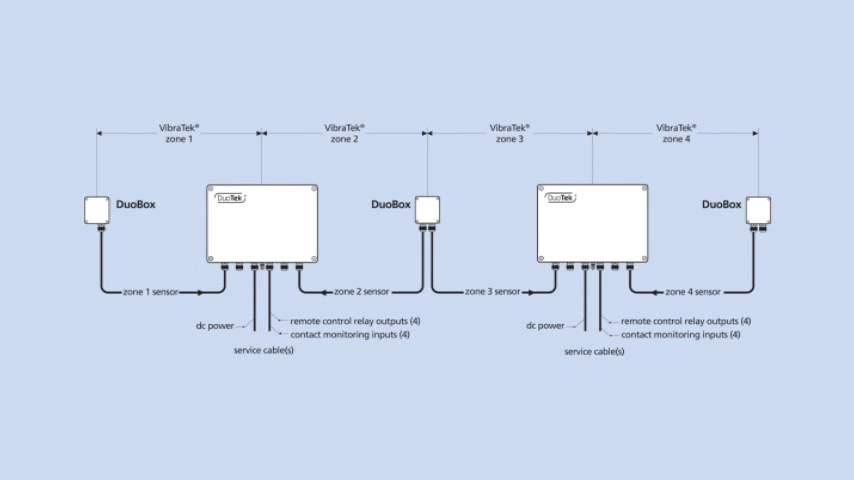 VibraTek® zone 1
VibraTek® zone 2
VibraTek® zone 3
VibraTek® zone 4
DuoBox
DuoTek
DuoBox
DuoTek
DuoBox
zone 1 sensor
zone 2 sensor
zone 3 sensor
zone 4 sensor
dc power
remote control relay outputs (4)
contact monitoring inputs (4)
service cable(s)
dc power
remote control relay outputs (4)
contact monitoring inputs (4)
service cable(s)